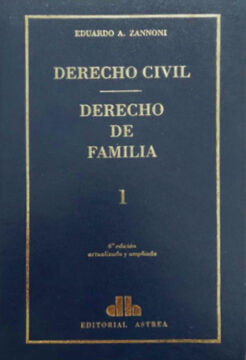 EDUARDO A. ZANNONI
DERECHO CIVIL
DERECHO
DE
FAMILIA
1
6ª edición
actualizada y ampliada
EDITORIAL ASTREA